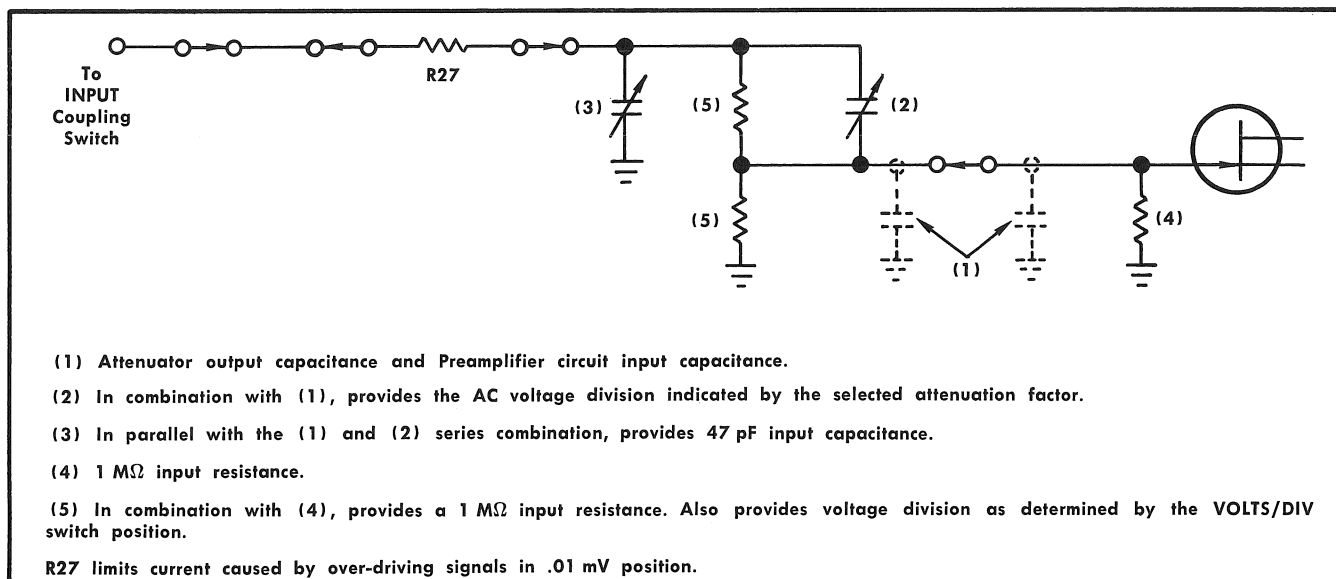 To
INPUT
Coupling
Switch
R27
(3)
(5)
(2)
(5)
(4)
(1)
(1) Attenuator output capacitance and Preamplifier circuit input capacitance.
(2) In combination with (1), provides the AC voltage division indicated by the selected attenuation factor.
(3) In parallel with the (1) and (2) series combination, provides 47 pF input capacitance.
(4) 1 MΩ input resistance.
(5) In combination with (4), provides a 1 MΩ input resistance. Also provides voltage division as determined by the VOLTS/DIV
switch position.
R27 limits current caused by over-driving signals in .01 mV position.